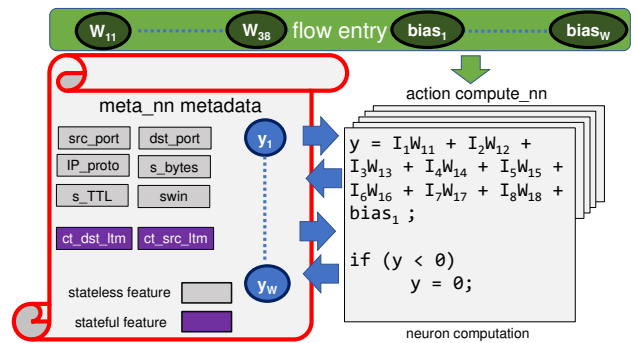 W11 W38 flow entry bias1 biasW
meta_nn metadata
src_port dst_port
IP_proto s_bytes
s_TTL swin
ct_dst_ltm ct_src_ltm
stateless feature
stateful feature
y1
yW
action compute_nn
y = I1W11 + I2W12 +
I3W13 + I4W14 + I5W15 +
I6W16 + I7W17 + I8W18 +
bias1 ;
if (y < 0)
y = 0;
neuron computation